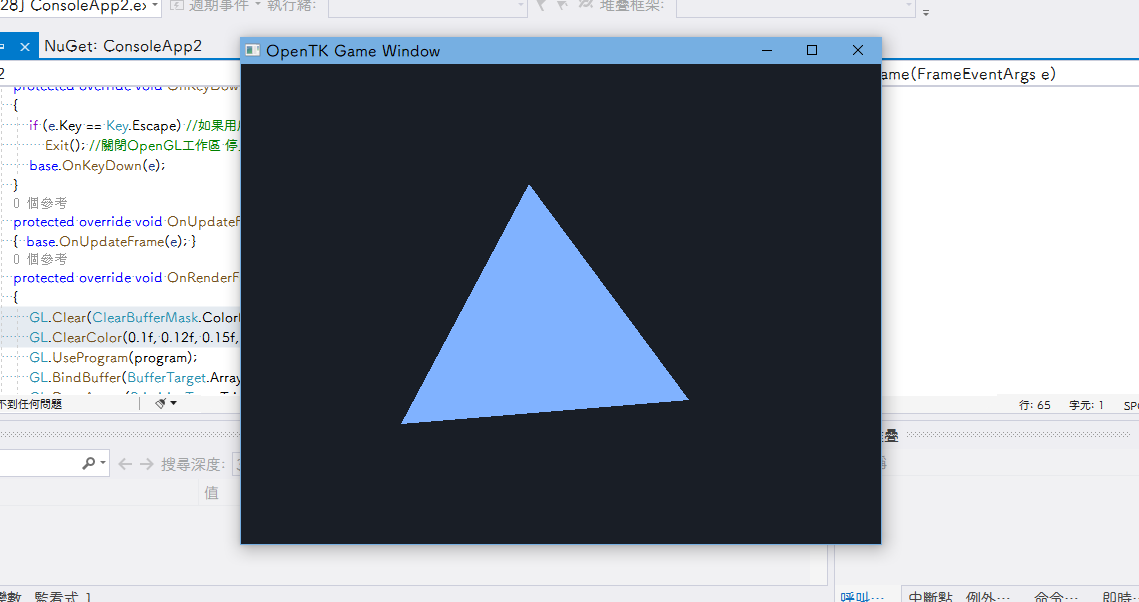 28] ConsoleApp2.ex 週期事件 執行緒: 堆疊框架:
NuGet: ConsoleApp2
OpenTK Game Window
2
ame(FrameEventArgs e)
protected override void OnKeyDow
{
if (e.Key == Key.Escape) //如果用
Exit(); //關閉OpenGL工作區 停
base.OnKeyDown(e);
}
0 個參考
protected override void OnUpdateF
{ base.OnUpdateFrame(e); }
0 個參考
protected override void OnRenderF
{
GL.Clear(ClearBufferMask.Color
GL.ClearColor(0.1f, 0.12f, 0.15f,
GL.UseProgram(program);
GL.BindBuffer(BufferTarget.Array
不到任何問題
行: 65 字元: 1 SP
搜尋深度: 3
值
稱
變數 監看式 1
呼叫… 中斷點 例外… 命令… 即時